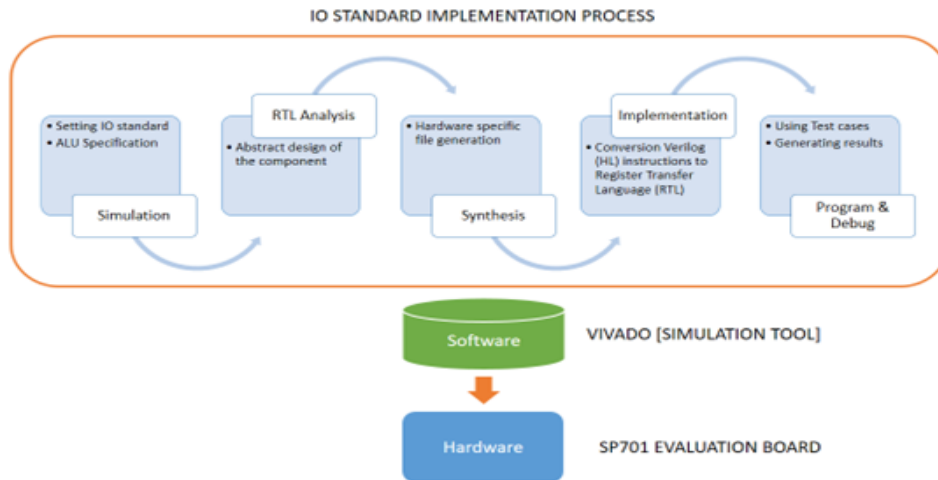 IO STANDARD IMPLEMENTATION PROCESS
• Setting IO standard
• ALU Specification
Simulation
RTL Analysis
• Abstract design of
the component
• Hardware specific
file generation
Synthesis
Implementation
• Conversion Verilog
(HL) instructions to
Register Transfer
Language (RTL)
• Using Test cases
• Generating results
Program &
Debug
Software
VIVADO [SIMULATION TOOL]
Hardware
SP701 EVALUATION BOARD